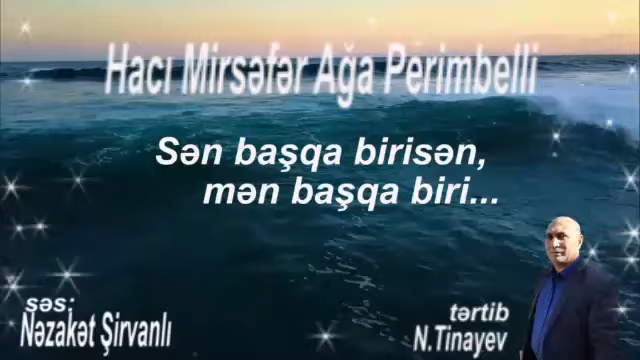 Hacı Mirsəfər Ağa Perimbelli
Sən başqa birisən,
mən başqa biri...
səs:
Nəzakət Şirvanlı
tərtib
N.Tinayev